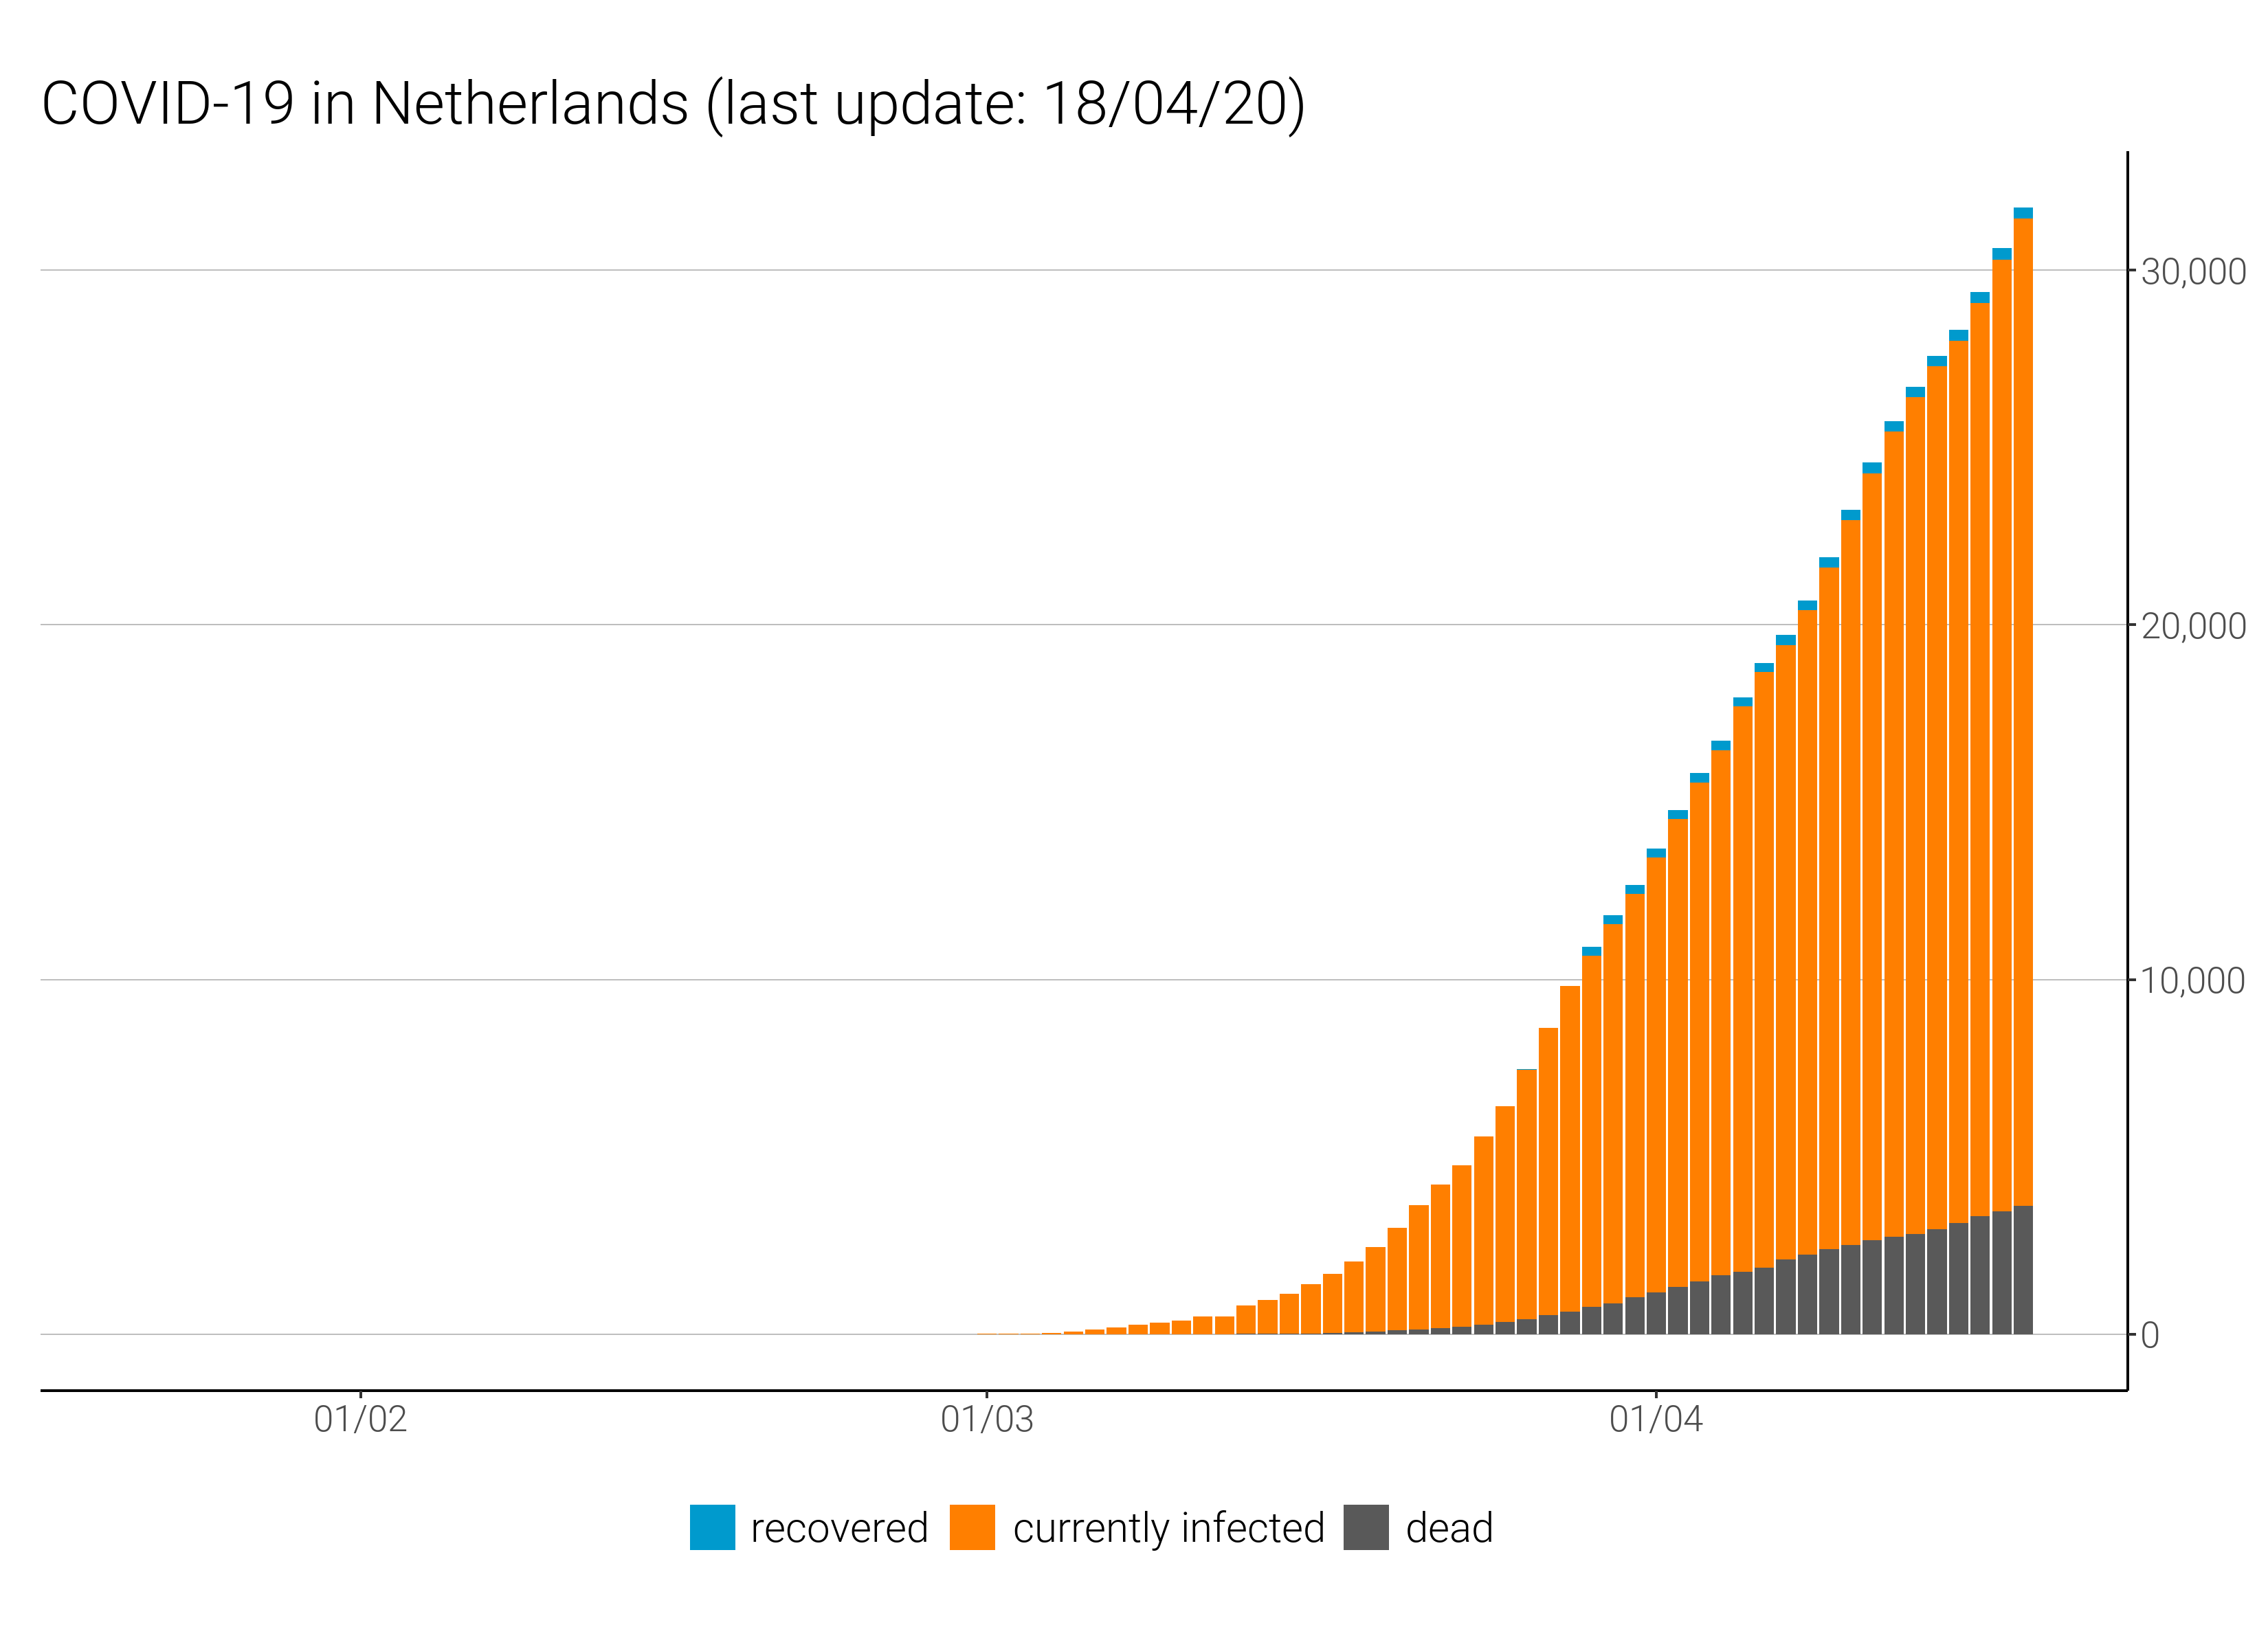 COVID-19 in Netherlands (last update: 18/04/20)
30,000
20,000
10,000
0
01/02 01/03 01/04
recovered currently infected dead